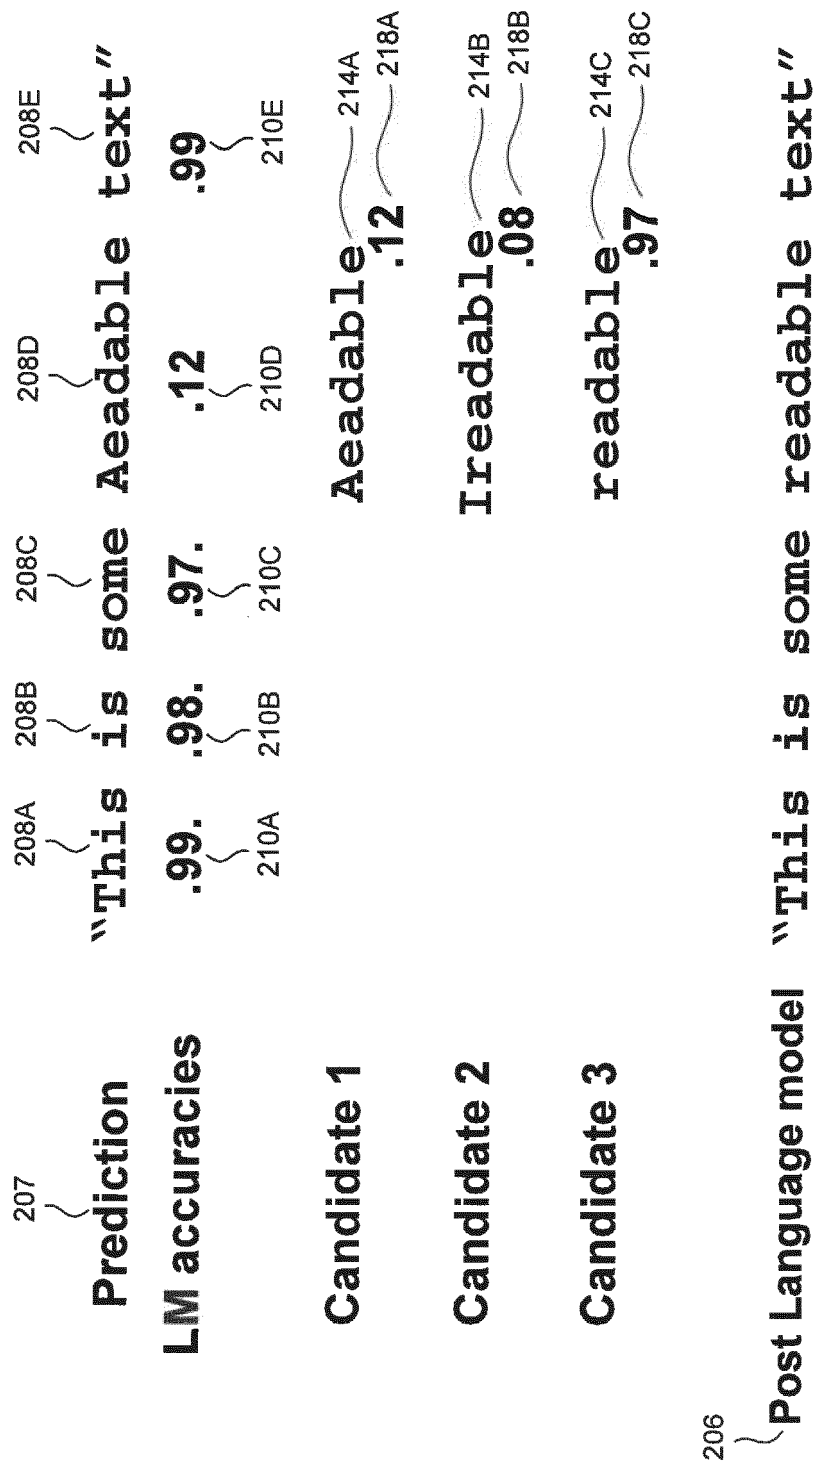 208A 208B 208C 208D 208E
207
Prediction “This is some Aeadable text”
LM accuracies .99. .98. .97. .12 .99
210A 210B 210C 210D 210E
Candidate 1 Aeadable 214A
.12 218A
Candidate 2 Ireadable 214B
.08 218B
Candidate 3 readable 214C
.97 218C
206
Post Language model “This is some readable text”